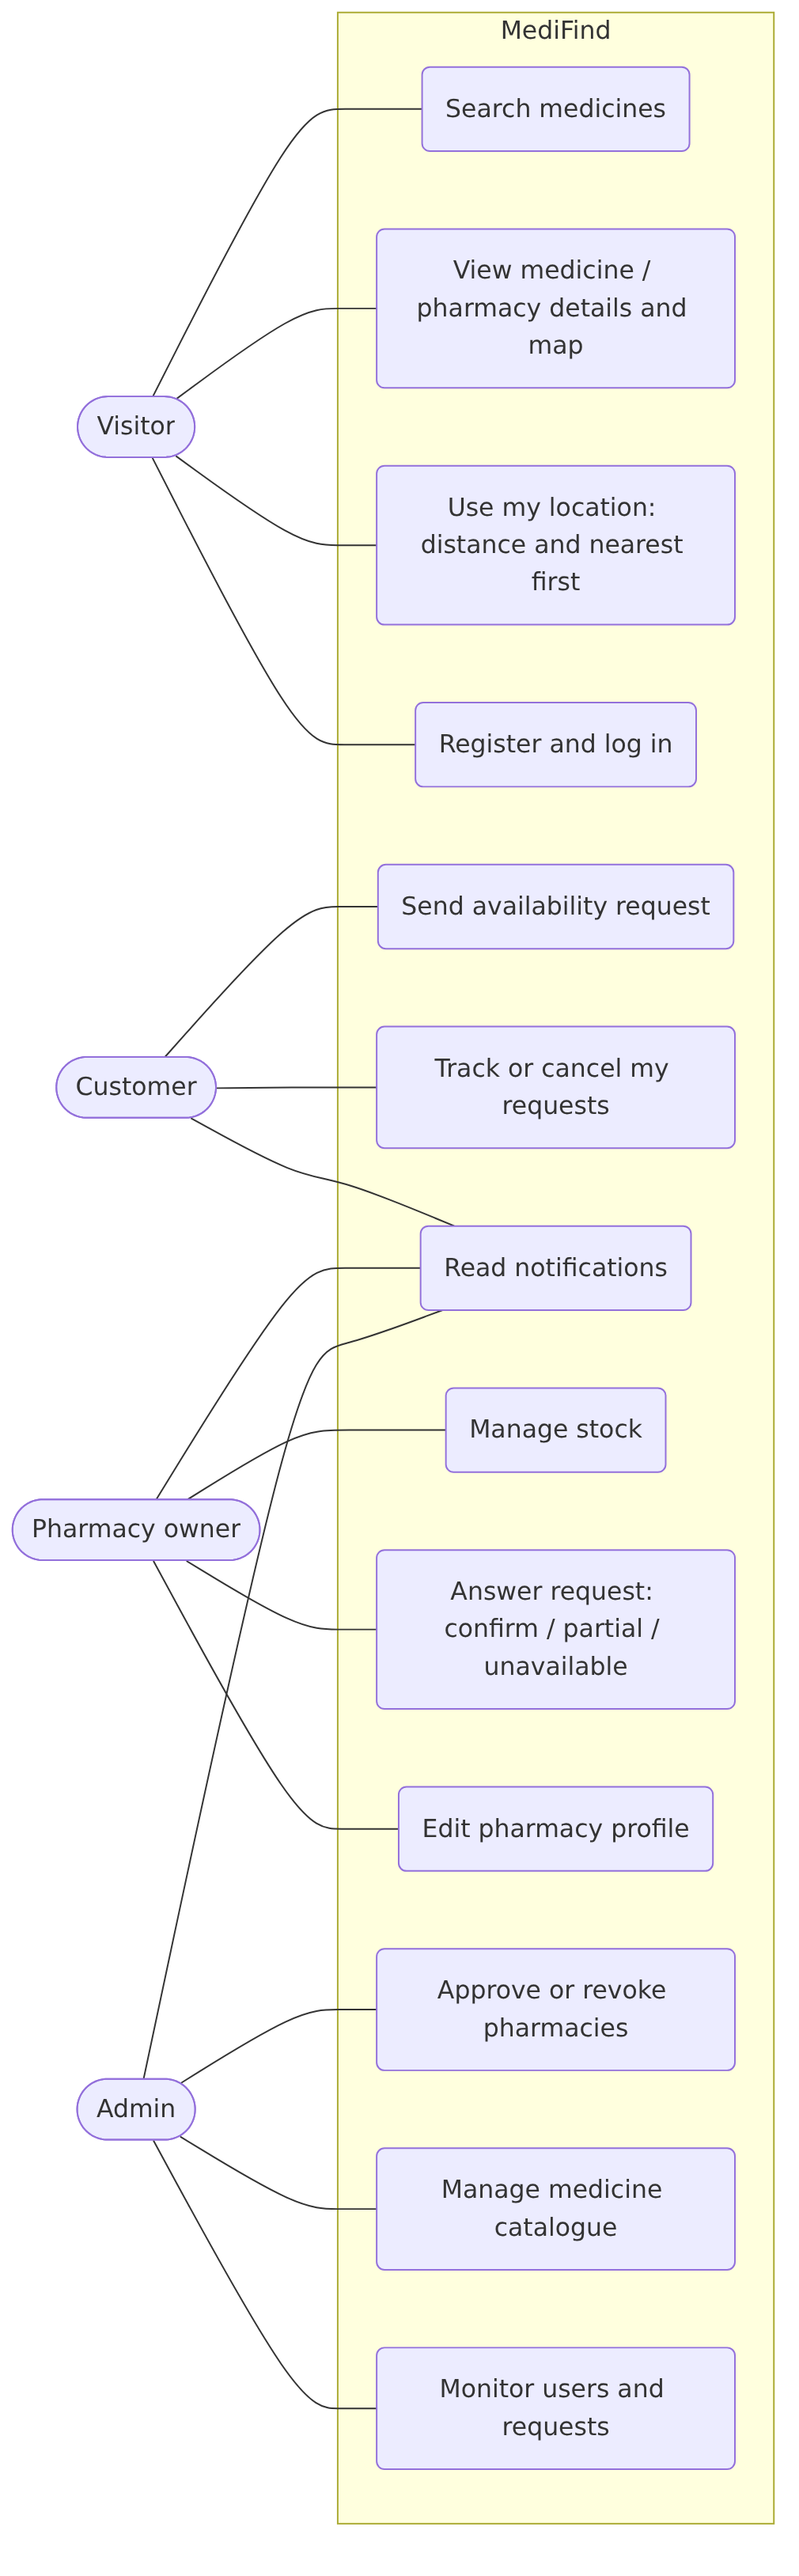 MediFind
Search medicines
View medicine /
pharmacy details and
map
Visitor
Use my location:
distance and nearest
first
Register and log in
Send availability request
Customer
Track or cancel my
requests
Read notifications
Manage stock
Pharmacy owner
Answer request:
confirm / partial /
unavailable
Edit pharmacy profile
Approve or revoke
pharmacies
Admin
Manage medicine
catalogue
Monitor users and
requests